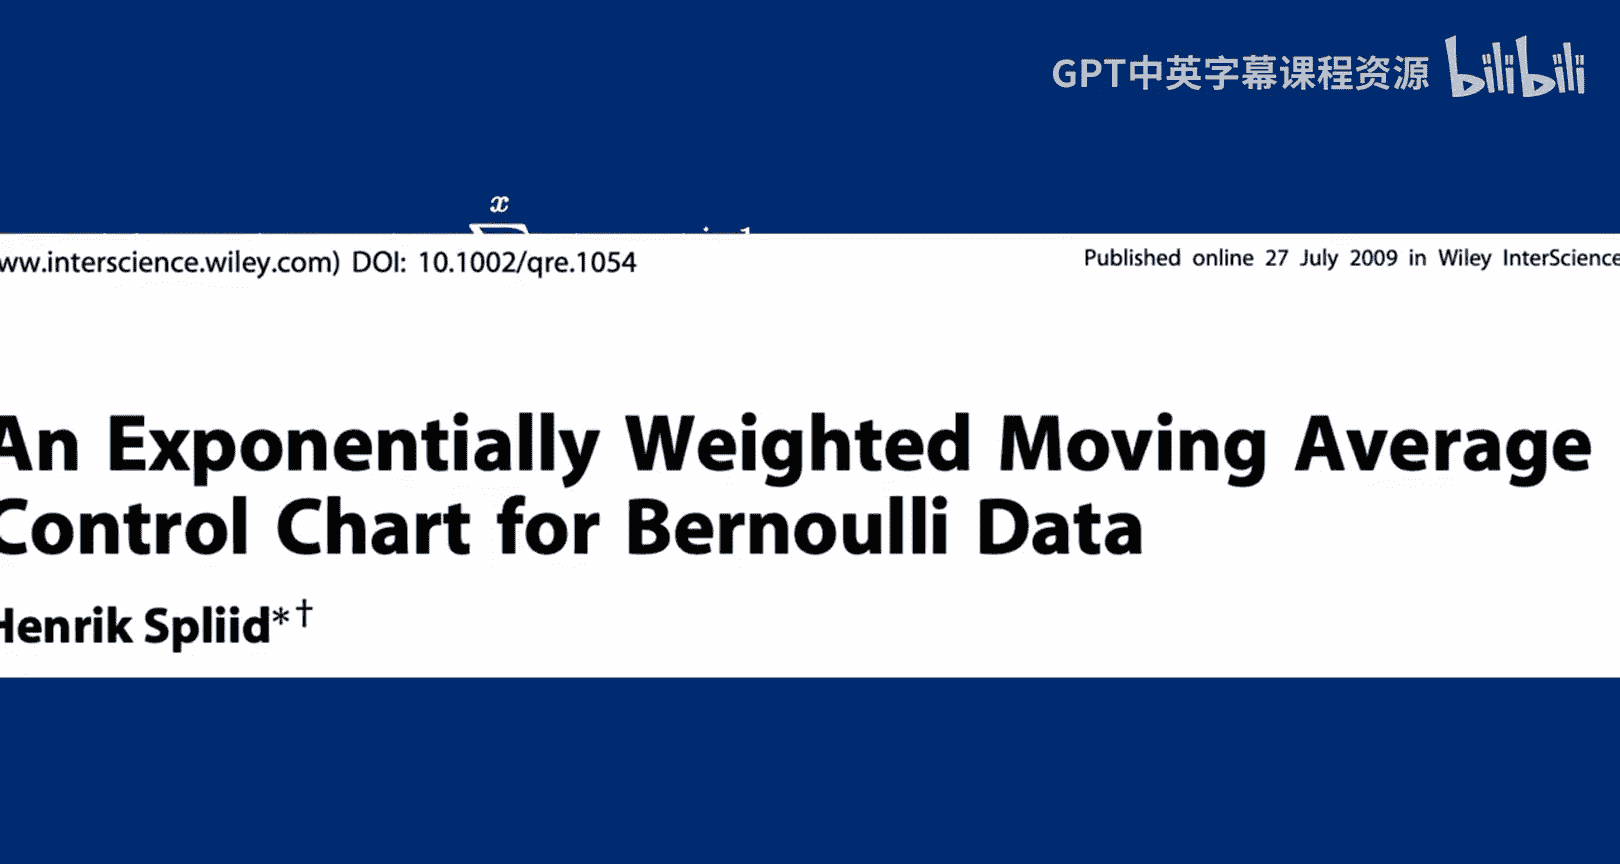 GPT中英字幕课程资源 bilibili
x
ww.interscience.wiley.com) DOI: 10.1002/qre.1054
Published online 27 July 2009 in Wiley InterScience
An Exponentially Weighted Moving Average
Control Chart for Bernoulli Data
Henrik Spliid*†